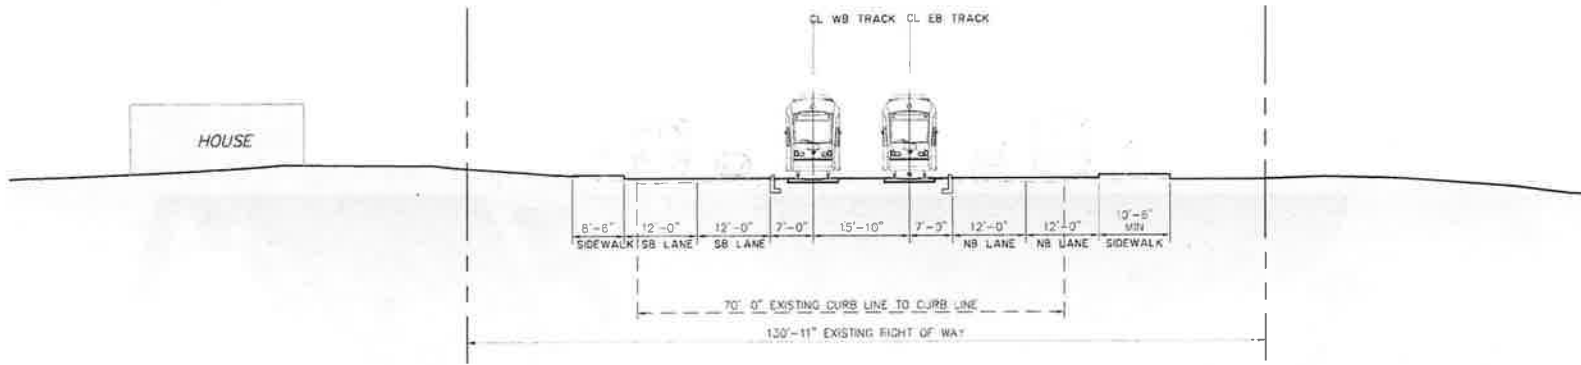 CL WB TRACK CL EB TRACK
HOUSE
8'-6" 12'-0" 12'-0" 7'-0" 15'-10" 7'-0" 12'-0" 12'-0" 10'-6" MIN
SIDEWALK SB LANE SB LANE NB LANE NB LANE SIDEWALK
70' 0" EXISTING CURB LINE TO CURB LINE
130'-11" EXISTING RIGHT OF WAY